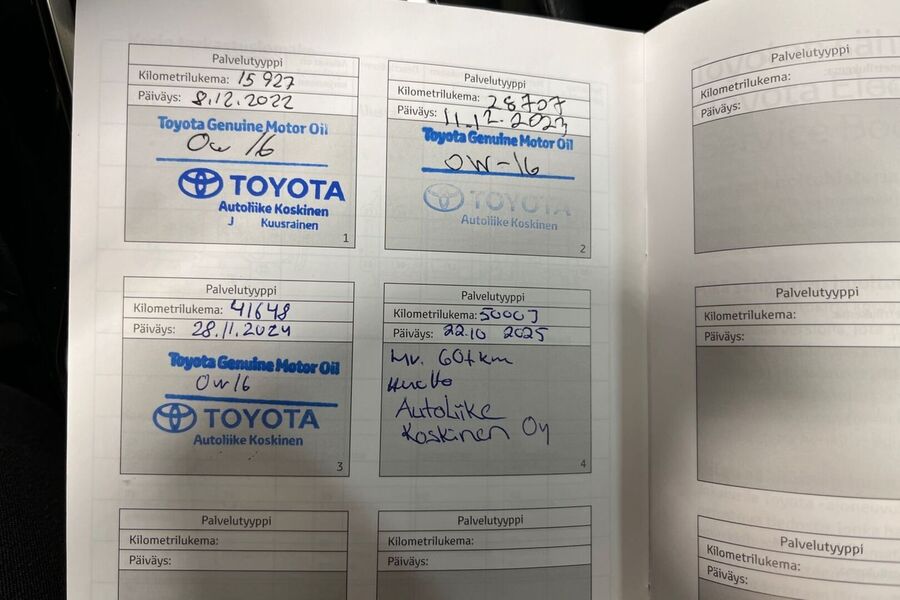 Palvelutyyppi
Kilometrilukema: 15 927
Päiväys: 8.12.2022
Toyota Genuine Motor Oil
0w 16
TOYOTA
Autoliike Koskinen
J Kuusrainen
1
Palvelutyyppi
Kilometrilukema: 28707
Päiväys: 11.12.2023
Toyota Genuine Motor Oil
0W-16
TOYOTA
Autoliike Koskinen
2
Palvelutyyppi
Kilometrilukema: 41648
Päiväys: 28.11.2024
Toyota Genuine Motor Oil
0w16
TOYOTA
Autoliike Koskinen
3
Palvelutyyppi
Kilometrilukema:
Päiväys: 22.10 2025
60tkm
Huolto
Autoliike
Koskinen Oy
4
Palvelutyyppi
Kilometrilukema:
Päiväys:
Palvelutyyppi
Kilometrilukema:
Päiväys:
Palvelutyyppi
Kilometrilukema:
Päiväys:
Palvelutyyppi
Kilometrilukema:
Päiväys:
Palvelutyyppi
Kilometrilukema:
Päiväys: